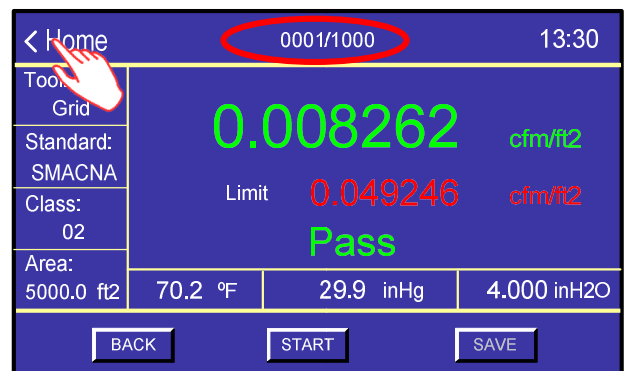 < Home 0001/1000 13:30
Tool:
Grid
Standard:
SMACNA
Class:
02
Area:
5000.0 ft2
0.008262 cfm/ft2
Limit 0.049246 cfm/ft2
Pass
70.2 ºF 29.9 inHg 4.000 inH2O
BACK START SAVE